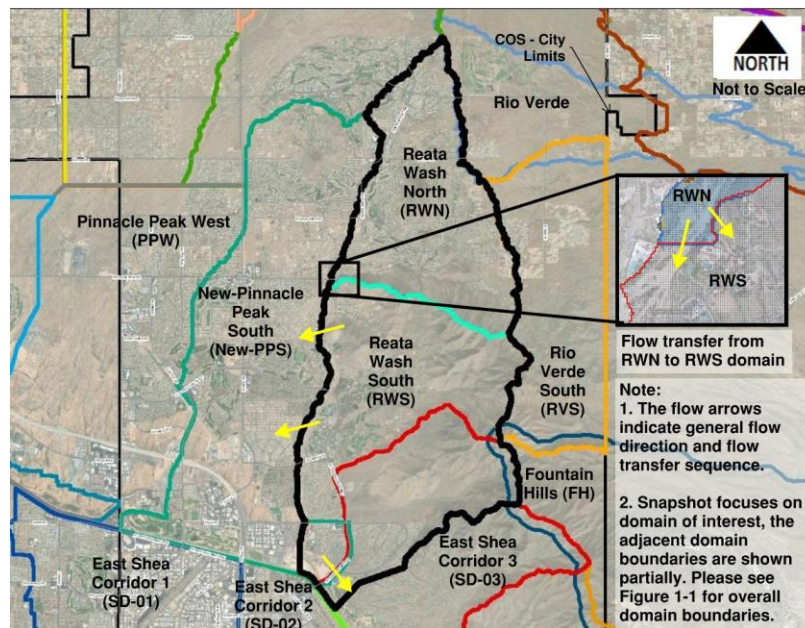 COS - City
Limits
NORTH
Not to Scale
Rio Verde
Reata
Wash
North
(RWN)
RWN
RWS
Pinnacle Peak West
(PPW)
New-Pinnacle
Peak
South
(New-PPS)
Flow transfer from
RWN to RWS domain
Reata
Wash
South
(RWS)
Rio
Verde
South
(RVS)
Note:
1. The flow arrows
indicate general flow
direction and flow
transfer sequence.
2. Snapshot focuses on
domain of interest, the
adjacent domain
boundaries are shown
partially. Please see
Figure 1-1 for overall
domain boundaries.
Fountain
Hills (FH)
East Shea
Corridor 1
(SD-01)
East Shea
Corridor 2
(SD-02)
East Shea
Corridor 3
(SD-03)